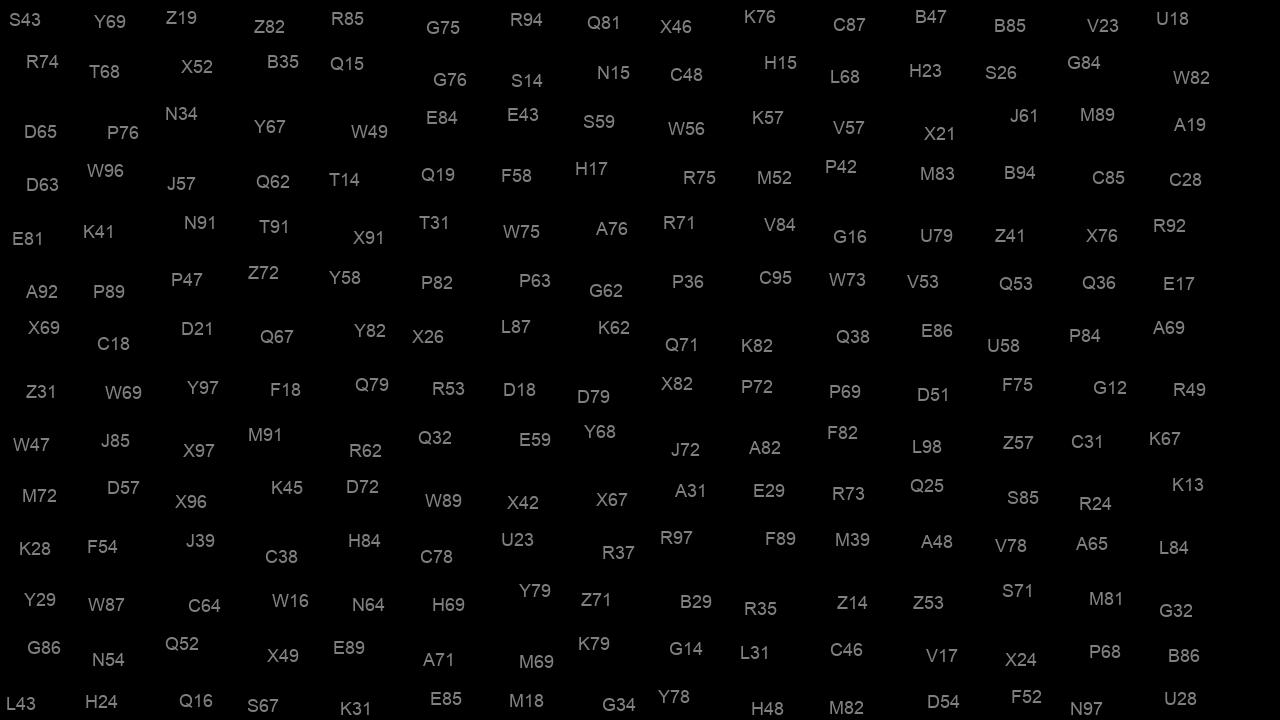 S43 Y69 Z19 Z82 R85 G75 R94 Q81 X46 K76 C87 B47 B85 V23 U18
R74 T68 X52 B35 Q15 G76 S14 N15 C48 H15 L68 H23 S26 G84 W82
D65 P76 N34 Y67 W49 E84 E43 S59 W56 K57 V57 X21 J61 M89 A19
D63 W96 J57 Q62 T14 Q19 F58 H17 R75 M52 P42 M83 B94 C85 C28
E81 K41 N91 T91 X91 T31 W75 A76 R71 V84 G16 U79 Z41 X76 R92
A92 P89 P47 Z72 Y58 P82 P63 G62 P36 C95 W73 V53 Q53 Q36 E17
X69 C18 D21 Q67 Y82 X26 L87 K62 Q71 K82 Q38 E86 U58 P84 A69
Z31 W69 Y97 F18 Q79 R53 D18 D79 X82 P72 P69 D51 F75 G12 R49
W47 J85 X97 M91 R62 Q32 E59 Y68 J72 A82 F82 L98 Z57 C31 K67
M72 D57 X96 K45 D72 W89 X42 X67 A31 E29 R73 Q25 S85 R24 K13
K28 F54 J39 C38 H84 C78 U23 R37 R97 F89 M39 A48 V78 A65 L84
Y29 W87 C64 W16 N64 H69 Y79 Z71 B29 R35 Z14 Z53 S71 M81 G32
G86 N54 Q52 X49 E89 A71 M69 K79 G14 L31 C46 V17 X24 P68 B86
L43 H24 Q16 S67 K31 E85 M18 G34 Y78 H48 M82 D54 F52 N97 U28